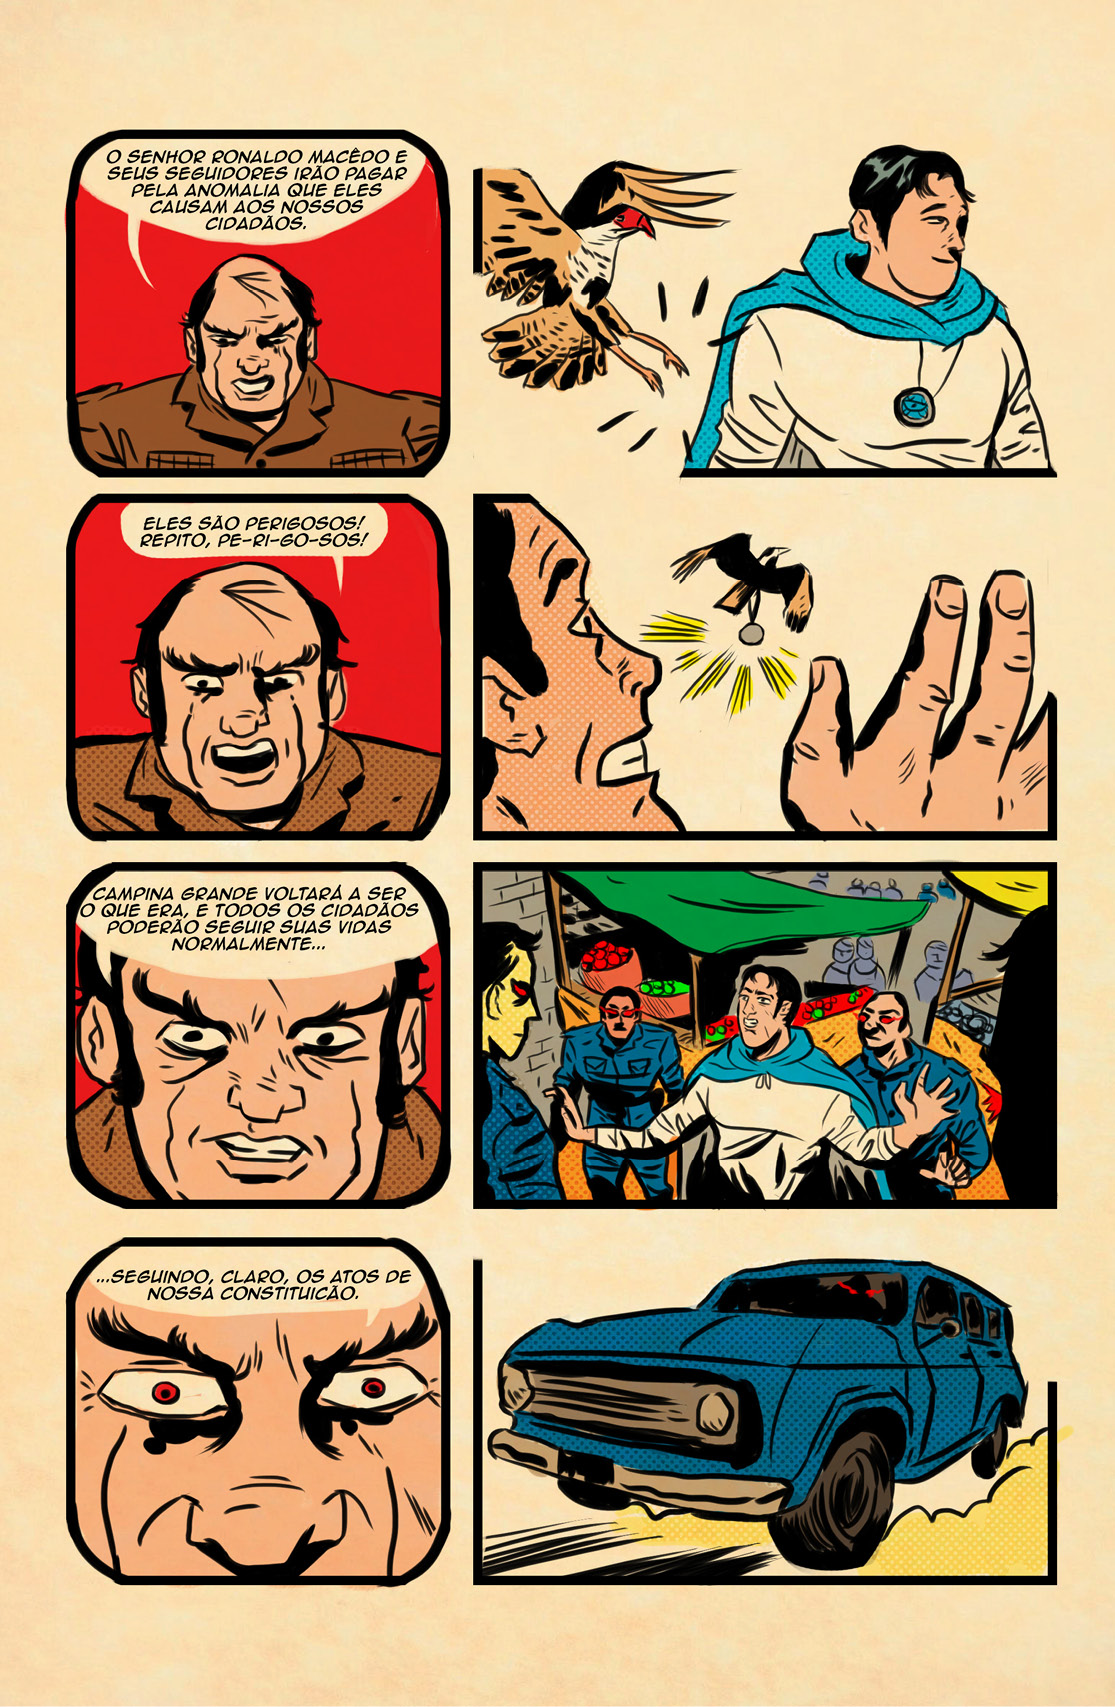 O SENHOR RONALDO MACÊDO E
SEUS SEGUIDORES IRÃO PAGAR
PELA ANOMALIA QUE ELES
CAUSAM AOS NOSSOS
CIDADÃOS.
ELES SÃO PERIGOSOS!
REPITO, PE-RI-GO-SOS!
CAMPINA GRANDE VOLTARÁ A SER
O QUE ERA, E TODOS OS CIDADÃOS
PODERÃO SEGUIR SUAS VIDAS
NORMALMENTE...
...SEGUINDO, CLARO, OS ATOS DE
NOSSA CONSTITUICÃO.